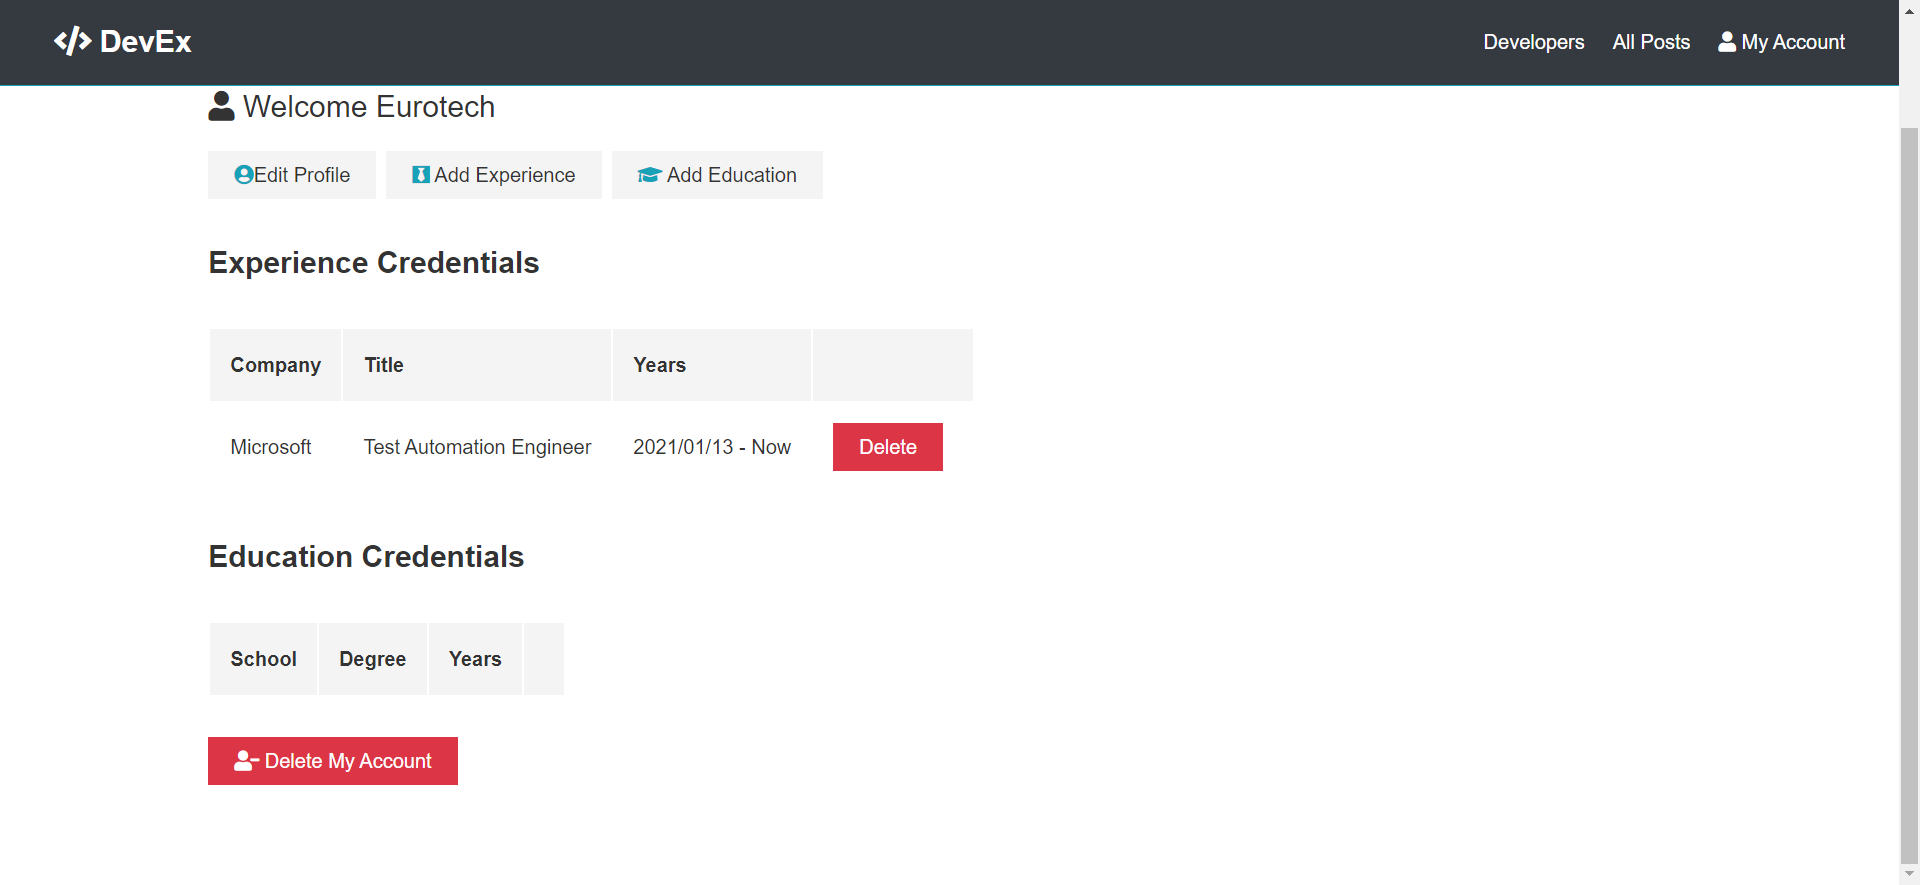 DevEx
Developers All Posts My Account
Welcome Eurotech
Edit Profile Add Experience Add Education
Experience Credentials
Company Title Years
Microsoft Test Automation Engineer 2021/01/13 - Now Delete
Education Credentials
School Degree Years
Delete My Account